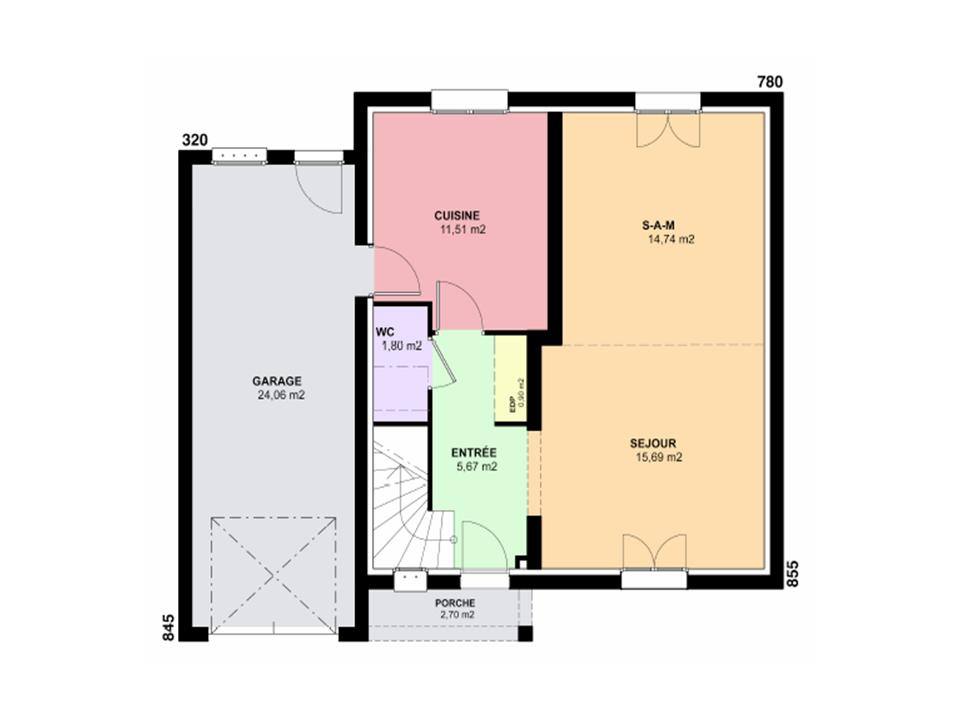 780
320
CUISINE
11,51 m2
S-A-M
14,74 m2
WC
1,80 m2
GARAGE
24,06 m2
EDP
0,90 m2
SEJOUR
15,69 m2
ENTRÉE
5,67 m2
855
PORCHE
2,70 m2
845